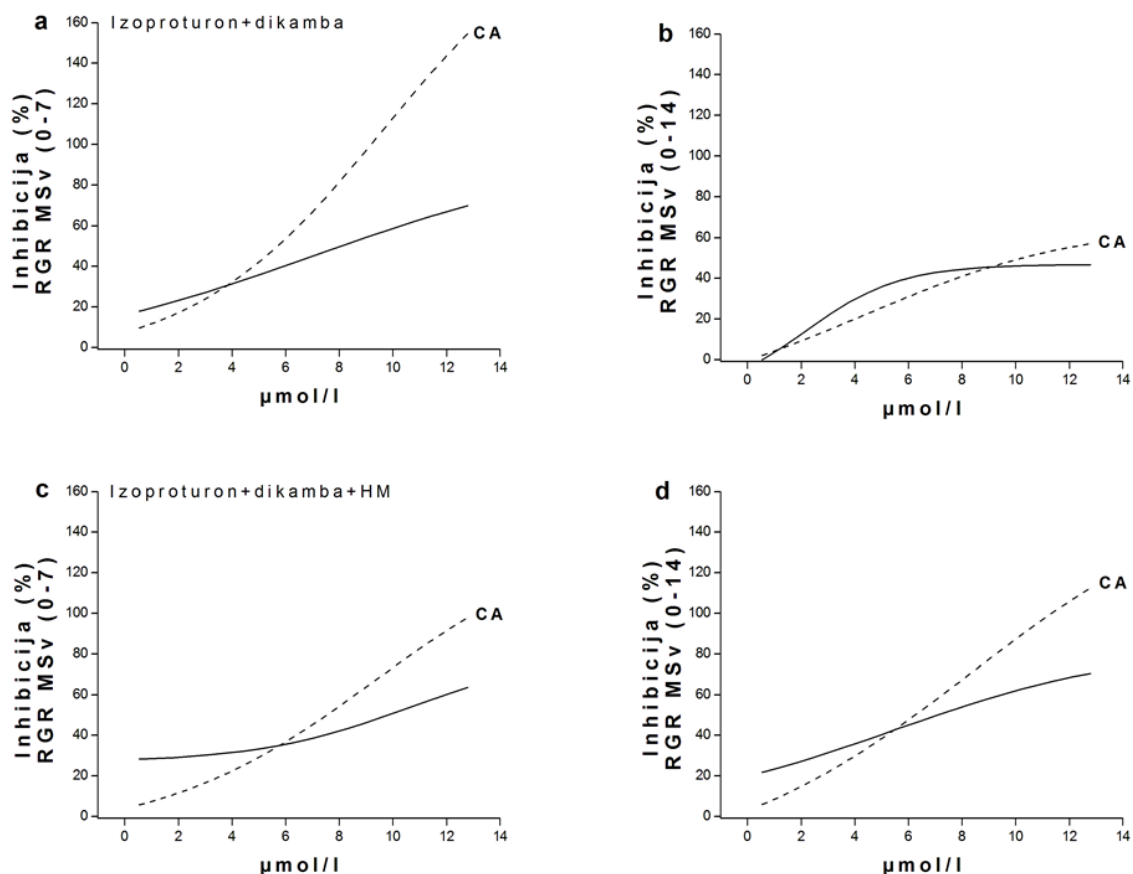 a
Izoproturon+dikamba
160
140
120
100
80
60
40
20
0
Inhibicija (%)
RGR MSv (0-7)
CA
0 2 4 6 8 10 12 14
µmol/l
b
160
140
120
100
80
60
40
20
0
Inhibicija (%)
RGR MSv (0-14)
CA
0 2 4 6 8 10 12 14
µmol/l
c
Izoproturon+dikamba+HM
160
140
120
100
80
60
40
20
0
Inhibicija (%)
RGR MSv (0-7)
CA
0 2 4 6 8 10 12 14
µmol/l
d
160
140
120
100
80
60
40
20
0
Inhibicija (%)
RGR MSv (0-14)
CA
0 2 4 6 8 10 12 14
µmol/l